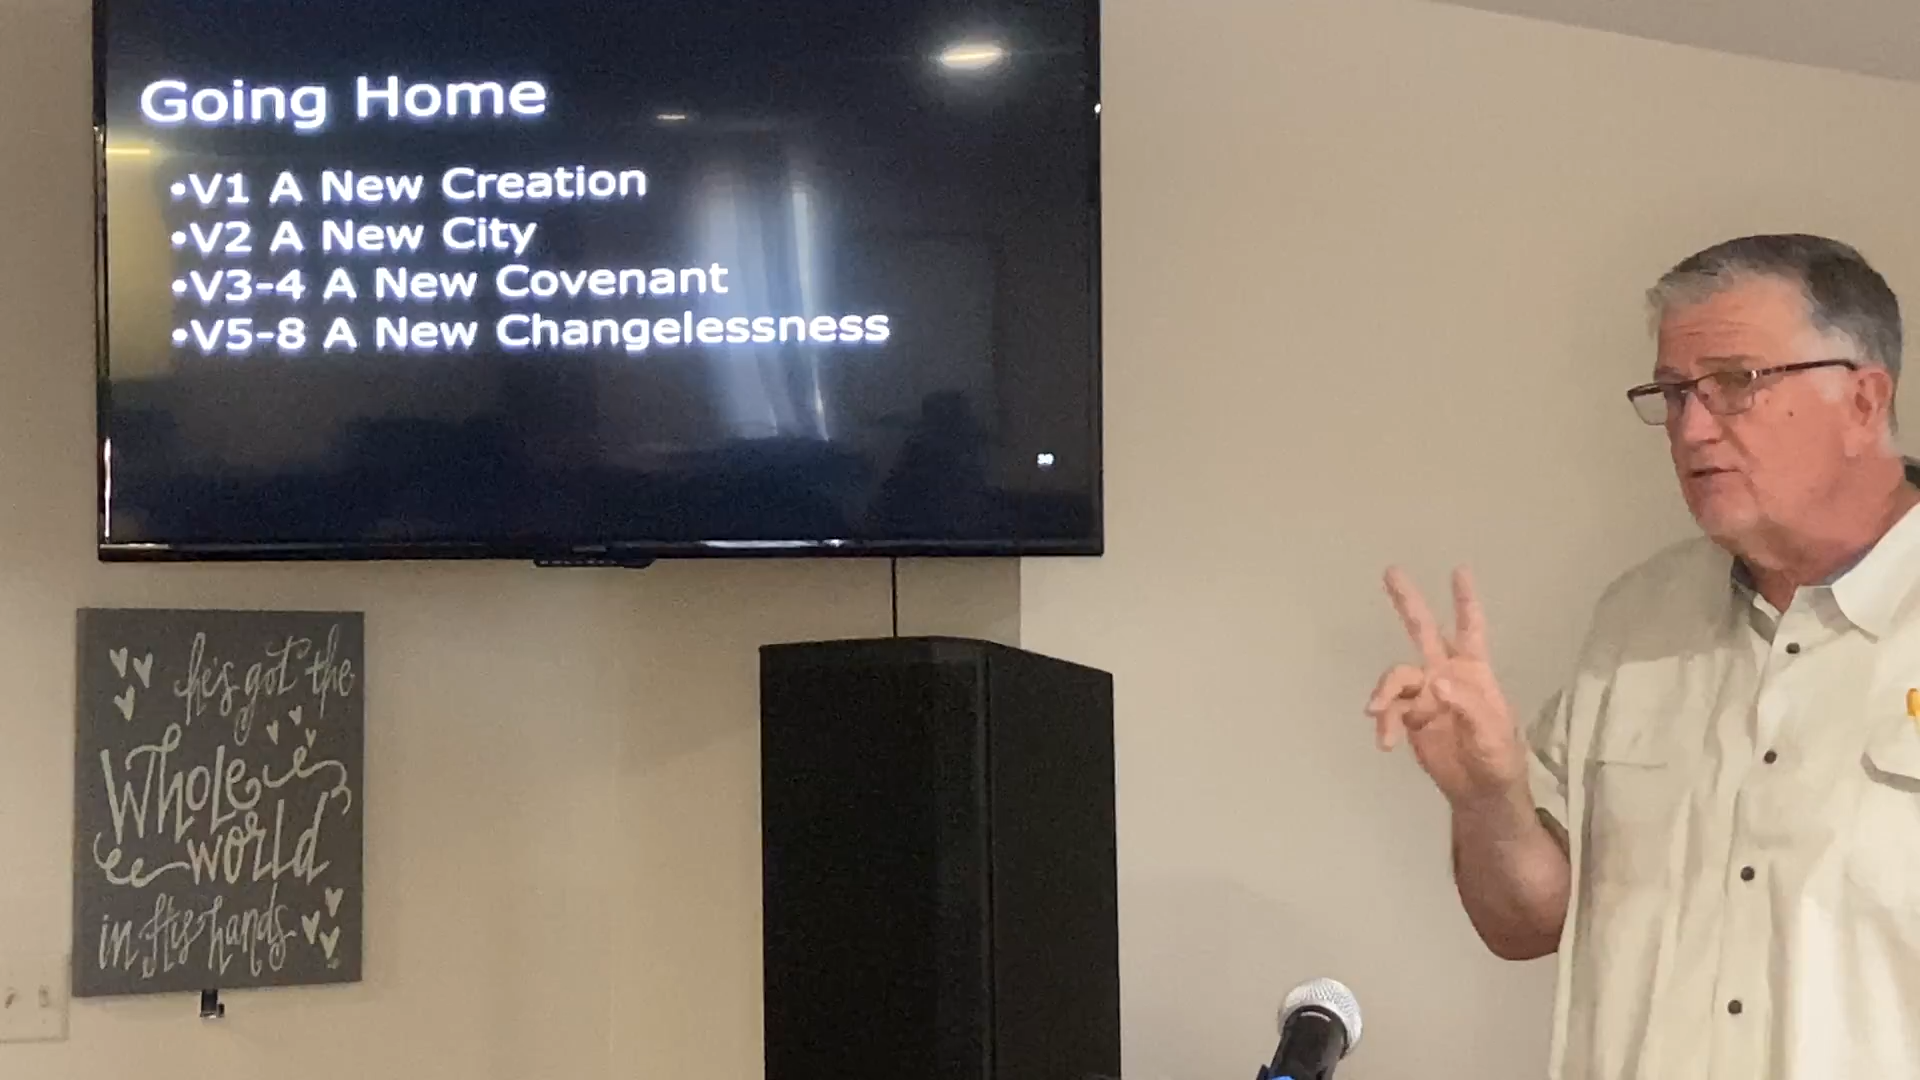 Going Home
•V1 A New Creation
•V2 A New City
•V3-4 A New Covenant
•V5-8 A New Changelessness
he's got the
Whole
world
in His hands